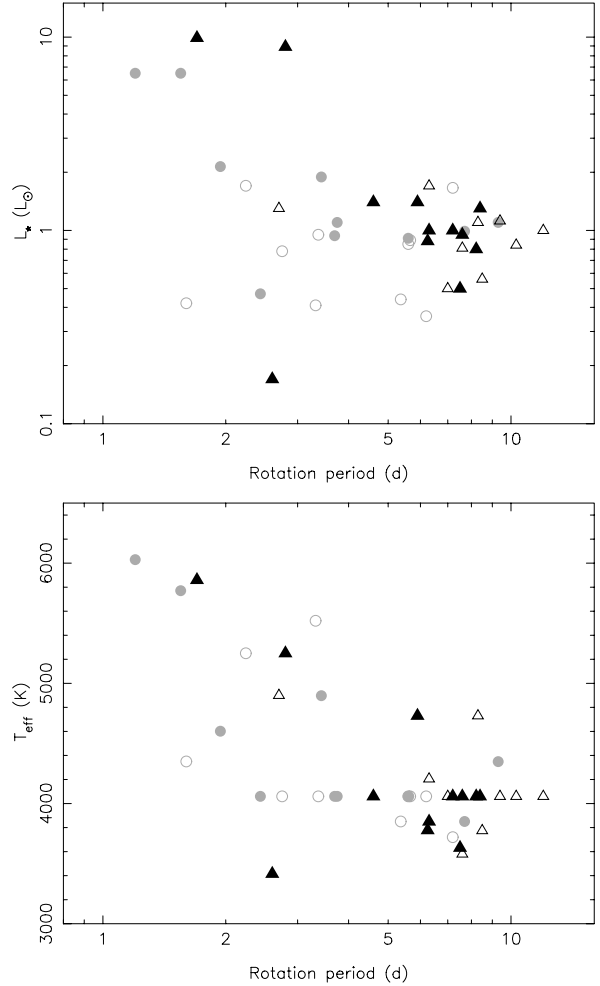 10
1
0.1
L★ (L⊙)
1 2 5 10
Rotation period (d)
6000
5000
4000
3000
Teff (K)
1 2 5 10
Rotation period (d)